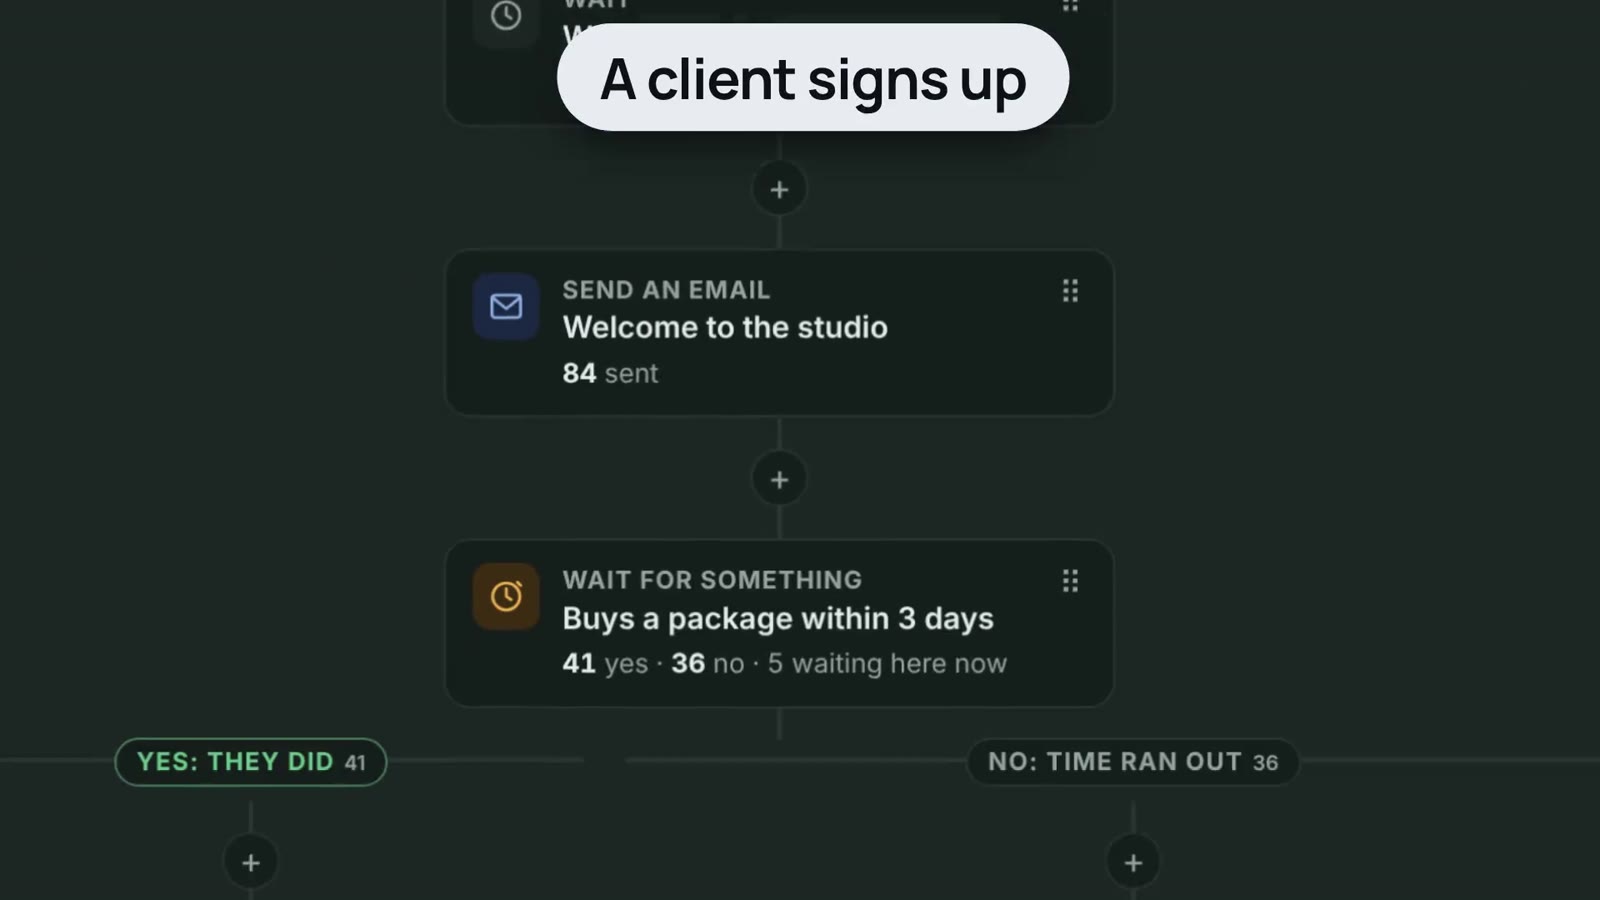 WAIT
A client signs up
SEND AN EMAIL
Welcome to the studio
84 sent
WAIT FOR SOMETHING
Buys a package within 3 days
41 yes · 36 no · 5 waiting here now
YES: THEY DID 41
NO: TIME RAN OUT 36